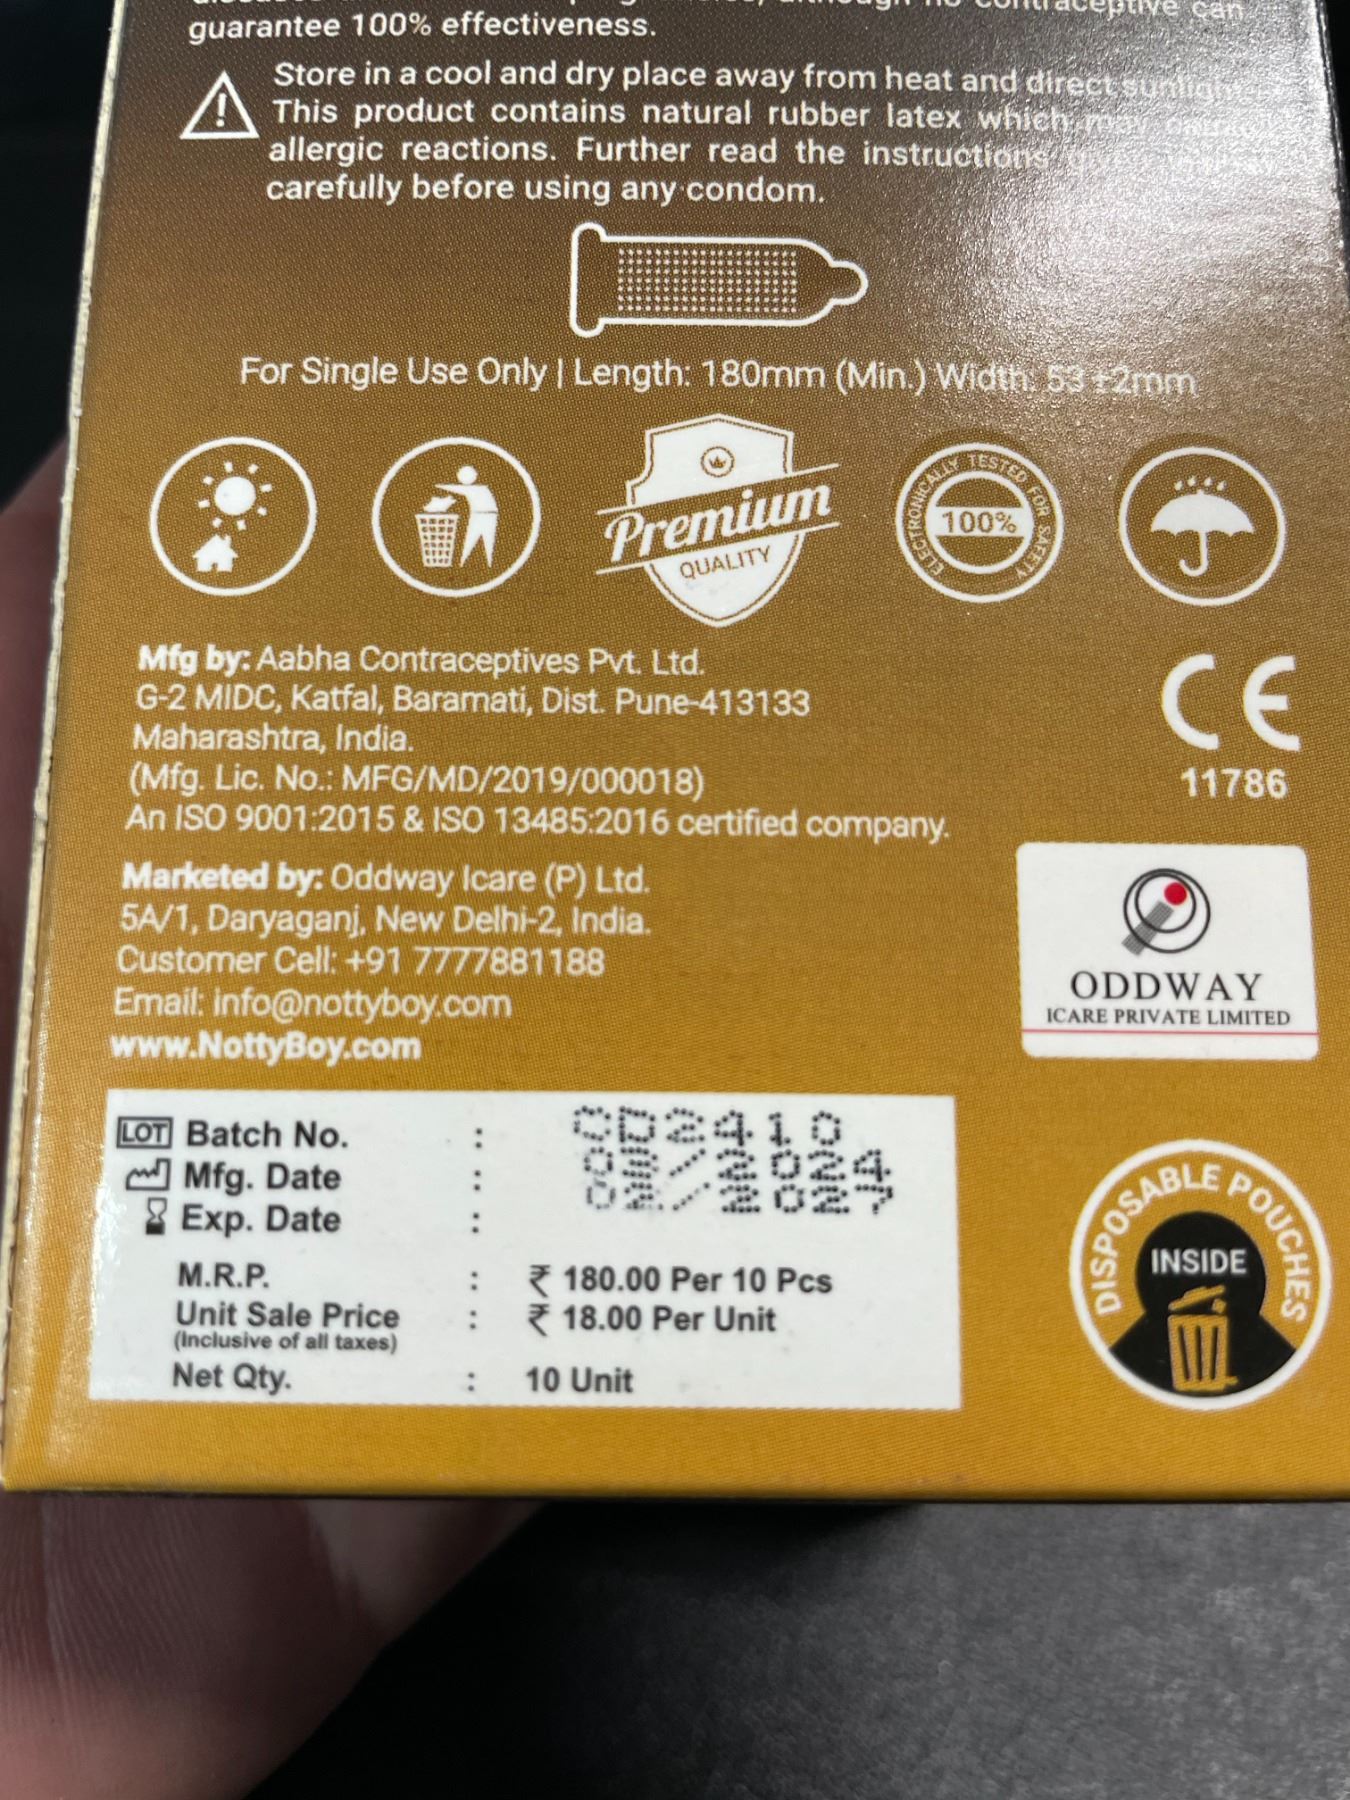 contraceptive can
guarantee 100% effectiveness.
Store in a cool and dry place away from heat and direct sunlight.
This product contains natural rubber latex which may cause
allergic reactions. Further read the instructions
carefully before using any condom.
For Single Use Only | Length: 180mm (Min.) Width: 53 ±2mm
Premium
QUALITY
ELECTRONICALLY TESTED FOR SAFETY
100%
Mfg by: Aabha Contraceptives Pvt. Ltd.
G-2 MIDC, Katfal, Baramati, Dist. Pune-413133
Maharashtra, India.
(Mfg. Lic. No.: MFG/MD/2019/000018)
An ISO 9001:2015 & ISO 13485:2016 certified company.
CE
11786
Marketed by: Oddway Icare (P) Ltd.
5A/1, Daryaganj, New Delhi-2, India.
Customer Cell: +91 7777881188
Email: info@nottyboy.com
www.NottyBoy.com
ODDWAY
ICARE PRIVATE LIMITED
LOT Batch No. : CD2410
Mfg. Date : 03/2024
Exp. Date : 02/2027
M.R.P. : ₹ 180.00 Per 10 Pcs
Unit Sale Price : ₹ 18.00 Per Unit
(Inclusive of all taxes)
Net Qty. : 10 Unit
DISPOSABLE POUCHES
INSIDE